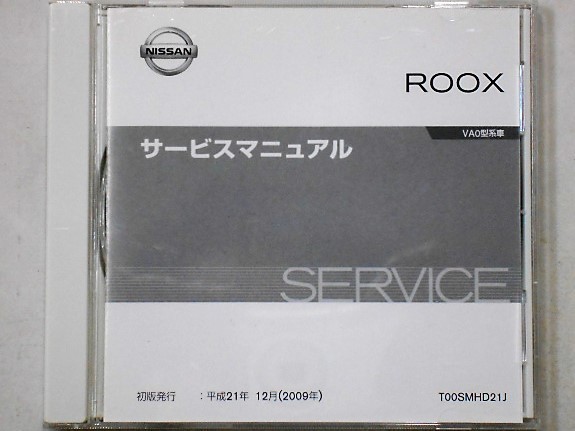 NISSAN
ROOX
VA0型系車
サービスマニュアル
SERVICE
初版発行 : 平成21年 12月(2009年)
T00SMHD21J